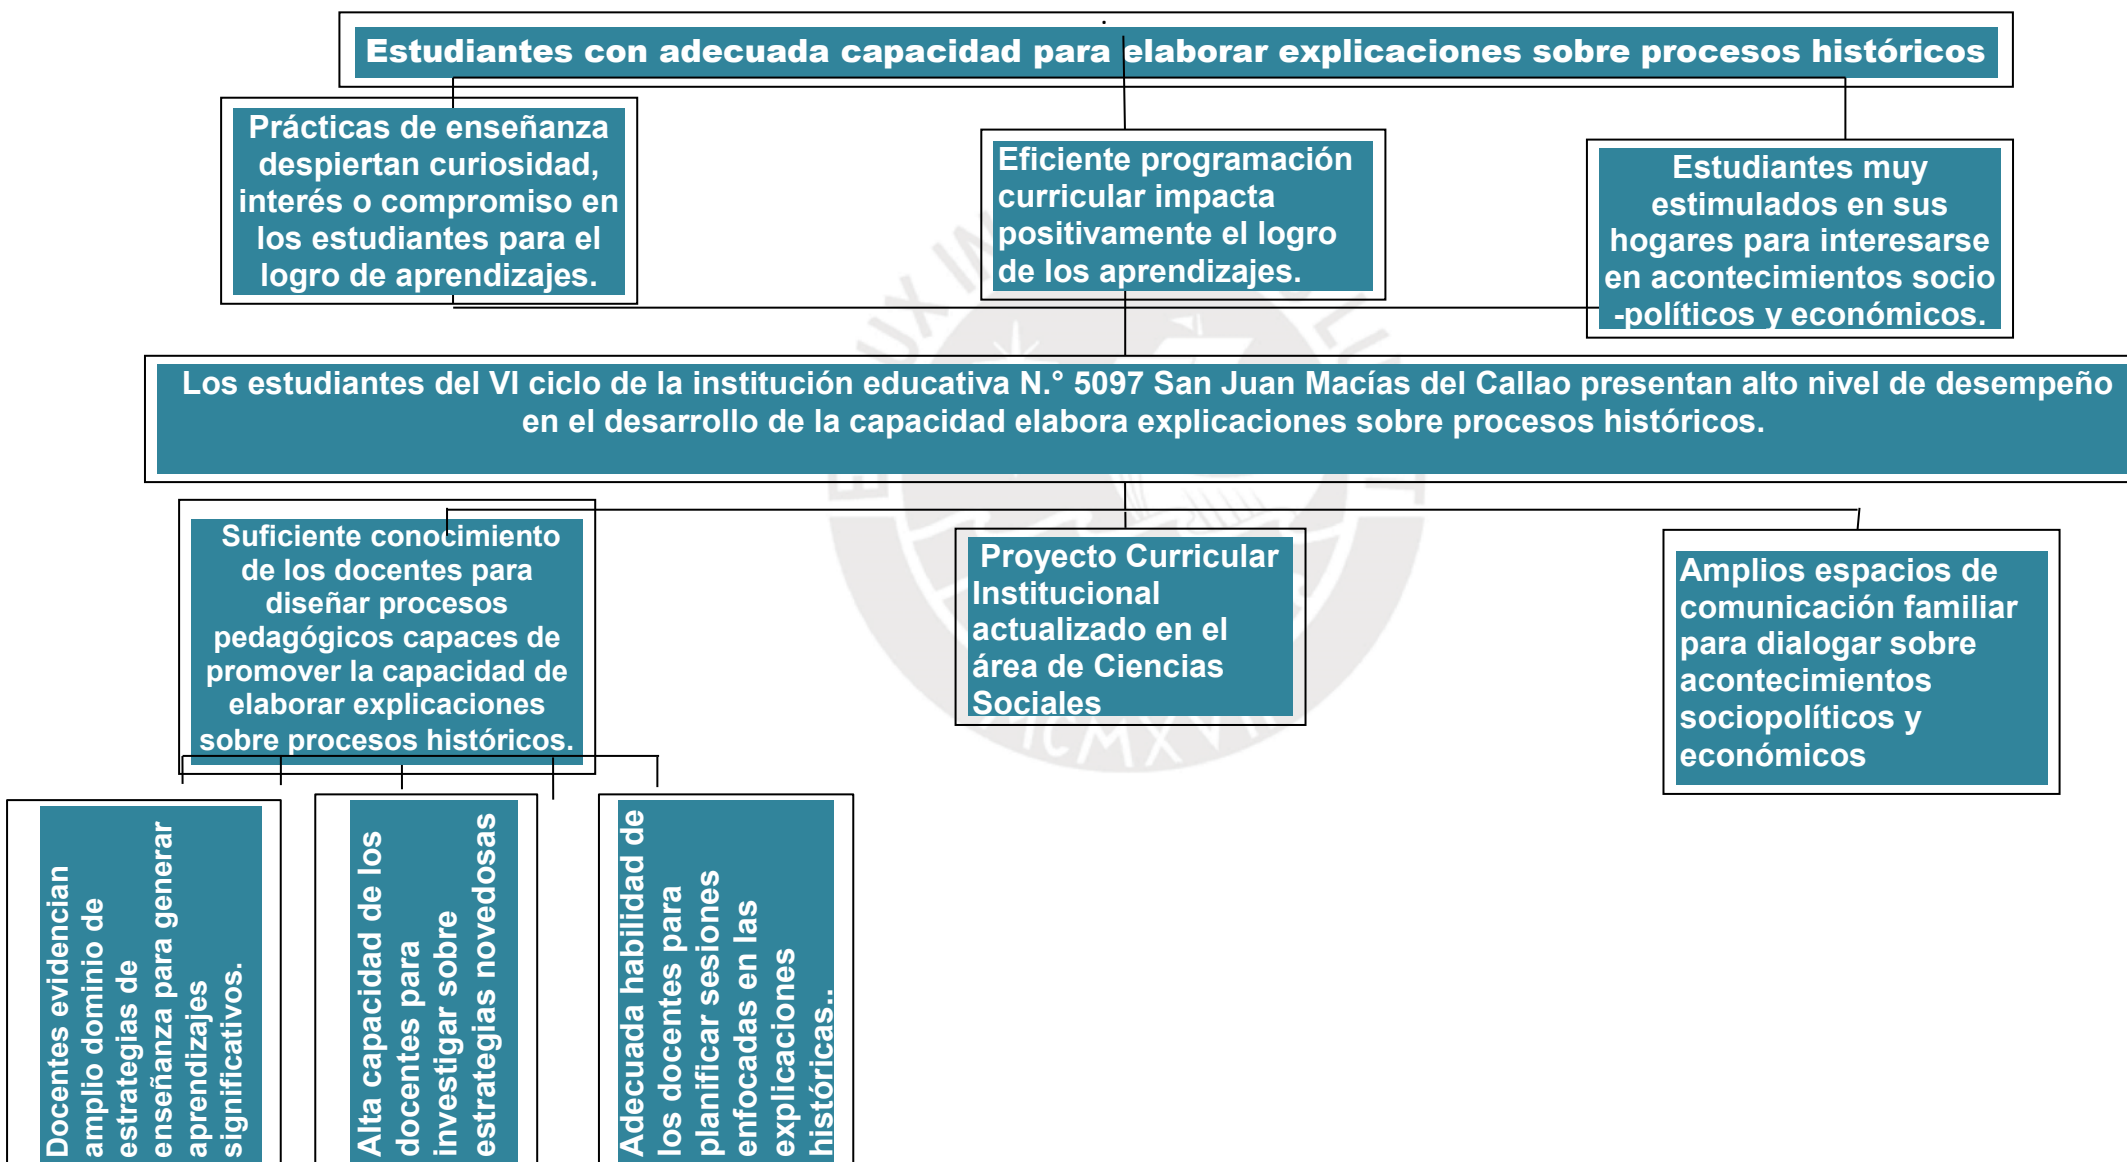 Estudiantes con adecuada capacidad para elaborar explicaciones sobre procesos históricos
Prácticas de enseñanza
despiertan curiosidad,
interés o compromiso en
los estudiantes para el
logro de aprendizajes.
Eficiente programación
curricular impacta
positivamente el logro
de los aprendizajes.
Estudiantes muy
estimulados en sus
hogares para interesarse
en acontecimientos socio
-políticos y económicos.
Los estudiantes del VI ciclo de la institución educativa N.° 5097 San Juan Macías del Callao presentan alto nivel de desempeño
en el desarrollo de la capacidad elabora explicaciones sobre procesos históricos.
Suficiente conocimiento
de los docentes para
diseñar procesos
pedagógicos capaces de
promover la capacidad de
elaborar explicaciones
sobre procesos históricos.
Proyecto Curricular
Institucional
actualizado en el
área de Ciencias
Sociales
Amplios espacios de
comunicación familiar
para dialogar sobre
acontecimientos
sociopolíticos y
económicos
Docentes evidencian
amplio dominio de
estrategias de
enseñanza para generar
aprendizajes
significativos.
Alta capacidad de los
docentes para
investigar sobre
estrategias novedosas
Adecuada habilidad de
los docentes para
planificar sesiones
enfocadas en las
explicaciones
históricas..